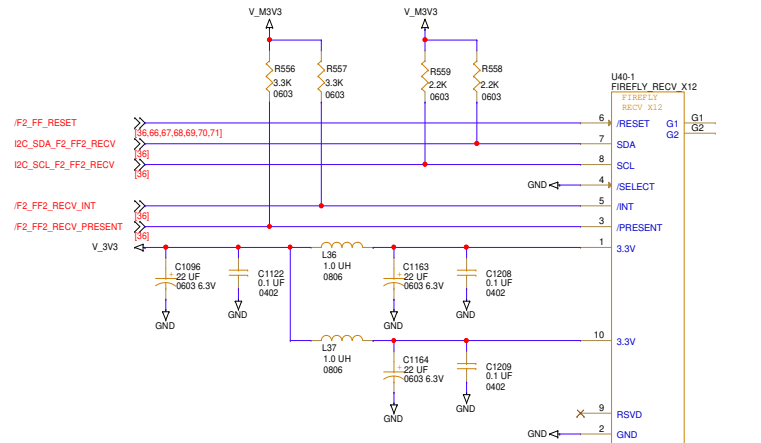 V_M3V3
V_M3V3
R556
3.3K
0603
R557
3.3K
0603
R559
2.2K
0603
R558
2.2K
0603
U40-1
FIREFLY_RECV_X12
FIREFLY
RECV X12
/F2_FF_RESET
[36,66,67,68,69,70,71]
6
/RESET
G1
G1
G2
G2
I2C_SDA_F2_FF2_RECV
[36]
7
SDA
I2C_SCL_F2_FF2_RECV
[36]
8
SCL
GND
4
/SELECT
/F2_FF2_RECV_INT
[36]
5
/INT
/F2_FF2_RECV_PRESENT
[36]
3
/PRESENT
V_3V3
1
3.3V
C1096
22 UF
0603 6.3V
GND
C1122
0.1 UF
0402
GND
L36
1.0 UH
0806
C1163
22 UF
0603 6.3V
GND
C1208
0.1 UF
0402
GND
L37
1.0 UH
0806
10
3.3V
C1164
22 UF
0603 6.3V
GND
C1209
0.1 UF
0402
GND
9
RSVD
GND
2
GND